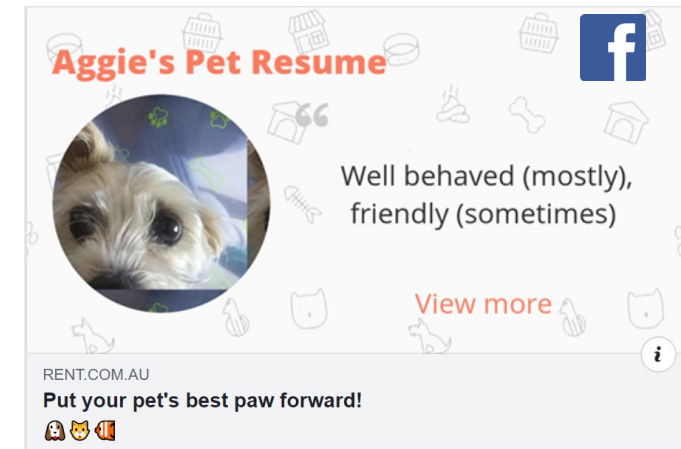 Aggie's Pet Resume
f
“
Well behaved (mostly),
friendly (sometimes)
View more
i
RENT.COM.AU
Put your pet's best paw forward!
🐶🐱🐠